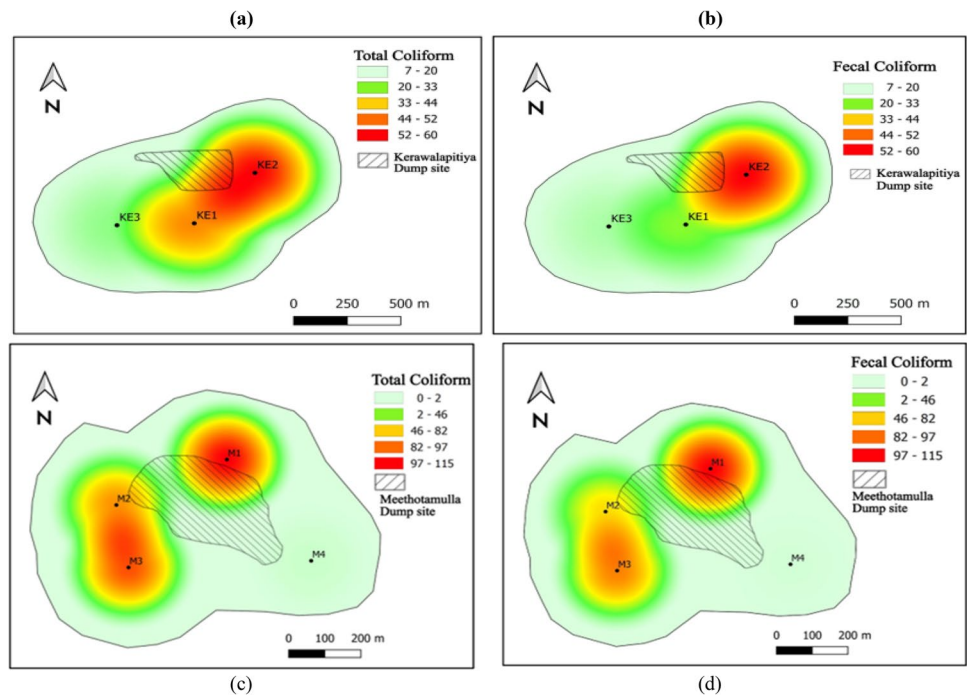 (a)
Total Coliform
7 - 20
20 - 33
33 - 44
44 - 52
52 - 60
Kerawalapitiya
Dump site
N
KE2
KE3
KE1
0 250 500 m
(b)
Fecal Coliform
7 - 20
20 - 33
33 - 44
44 - 52
52 - 60
Kerawalapitiya
Dump site
N
KE2
KE3
KE1
0 250 500 m
Total Coliform
0 - 2
2 - 46
46 - 82
82 - 97
97 - 115
Meethotamulla
Dump site
N
M1
M2
M3
M4
0 100 200 m
(c)
Fecal Coliform
0 - 2
2 - 46
46 - 82
82 - 97
97 - 115
Meethotamulla
Dump site
N
M1
M2
M3
M4
0 100 200 m
(d)